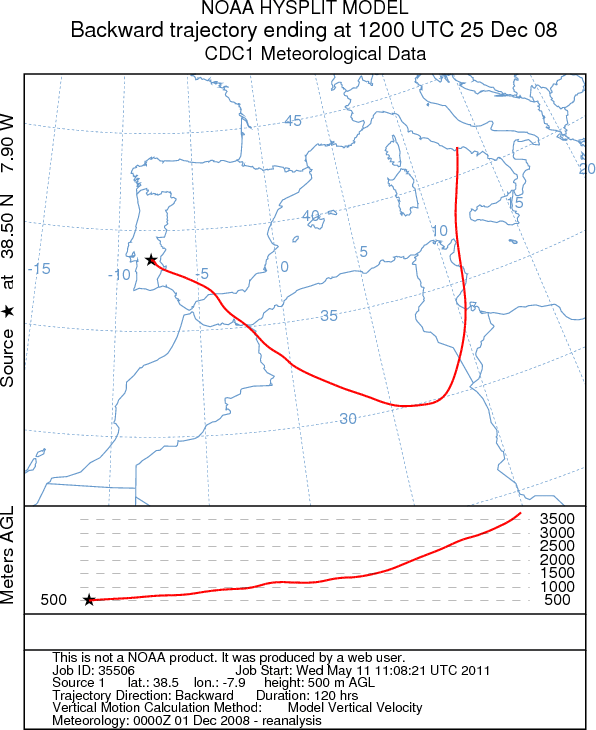 NOAA HYSPLIT MODEL
Backward trajectory ending at 1200 UTC 25 Dec 08
CDC1 Meteorological Data
Source ★ at 38.50 N 7.90 W
45
20
15
40
10
-15
-10
-5
0
5
35
5
30
Meters AGL
3500
3000
2500
2000
1500
1000
500 500
This is not a NOAA product. It was produced by a web user.
Job ID: 35506 Job Start: Wed May 11 11:08:21 UTC 2011
Source 1 lat.: 38.5 lon.: -7.9 height: 500 m AGL
Trajectory Direction: Backward Duration: 120 hrs
Vertical Motion Calculation Method: Model Vertical Velocity
Meteorology: 0000Z 01 Dec 2008 - reanalysis